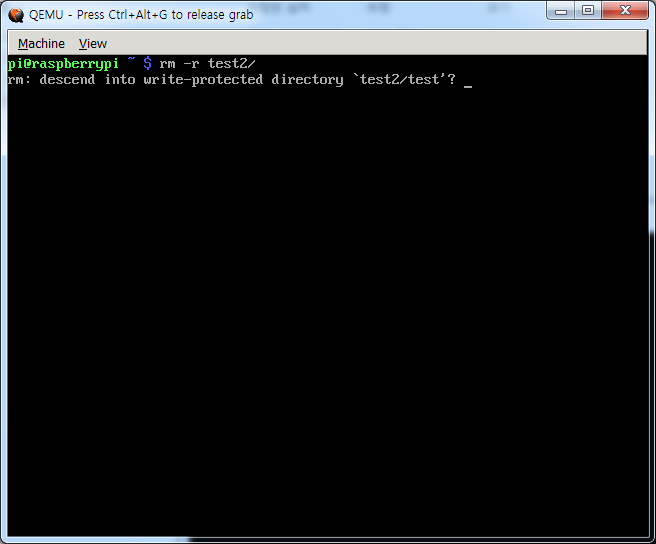 QEMU - Press Ctrl+Alt+G to release grab
Machine View
pi@raspberrypi ~ $ rm -r test2/
rm: descend into write-protected directory `test2/test'? _